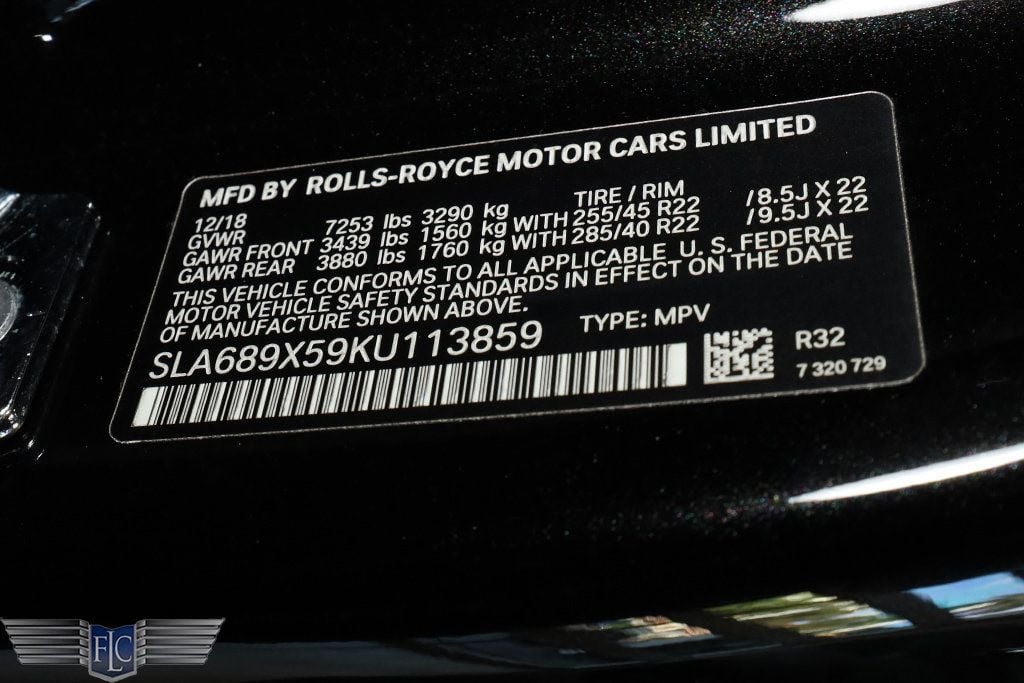 MFD BY ROLLS-ROYCE MOTOR CARS LIMITED
12/18 TIRE / RIM
GVWR 7253 lbs 3290 kg
GAWR FRONT 3439 lbs 1560 kg WITH 255/45 R22 /8.5J X 22
GAWR REAR 3880 lbs 1760 kg WITH 285/40 R22 /9.5J X 22
THIS VEHICLE CONFORMS TO ALL APPLICABLE U. S. FEDERAL
MOTOR VEHICLE SAFETY STANDARDS IN EFFECT ON THE DATE
OF MANUFACTURE SHOWN ABOVE.
SLA689X59KU113859 TYPE: MPV
R32
7 320 729
FLC